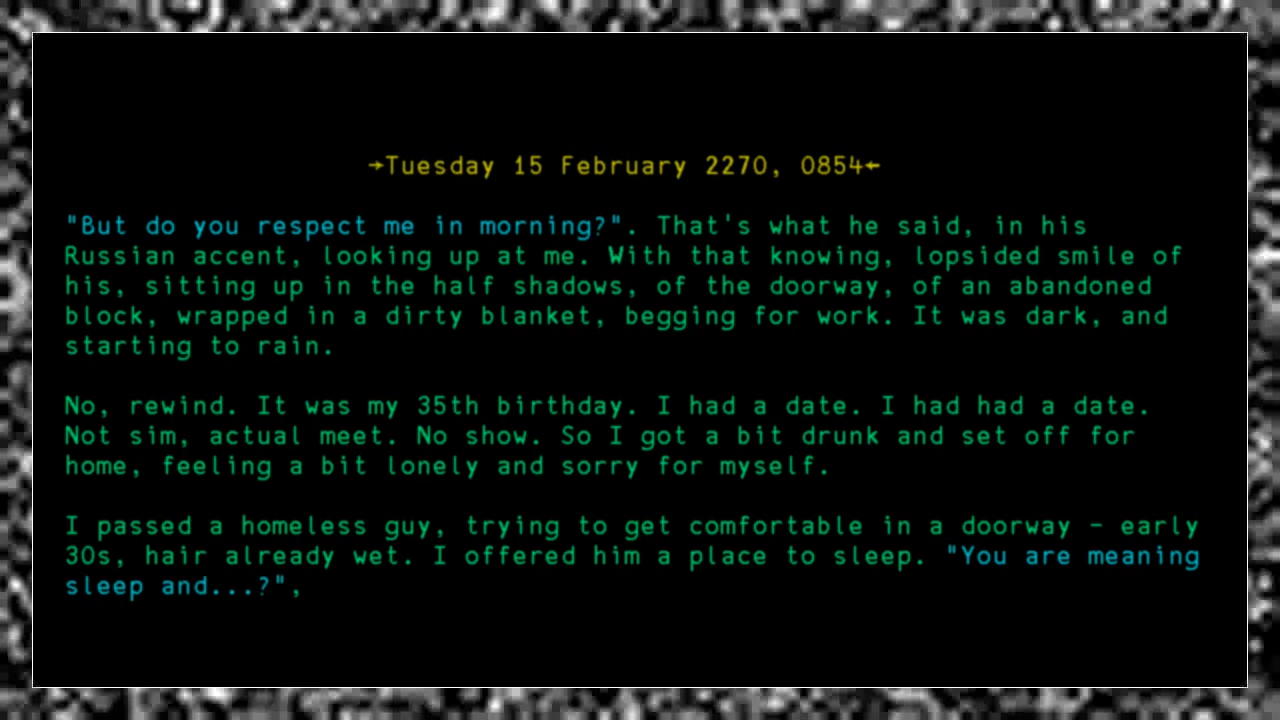 →Tuesday 15 February 2270, 0854←
"But do you respect me in morning?". That's what he said, in his
Russian accent, looking up at me. With that knowing, lopsided smile of
his, sitting up in the half shadows, of the doorway, of an abandoned
block, wrapped in a dirty blanket, begging for work. It was dark, and
starting to rain.
No, rewind. It was my 35th birthday. I had a date. I had had a date.
Not sim, actual meet. No show. So I got a bit drunk and set off for
home, feeling a bit lonely and sorry for myself.
I passed a homeless guy, trying to get comfortable in a doorway - early
30s, hair already wet. I offered him a place to sleep. "You are meaning
sleep and...?",